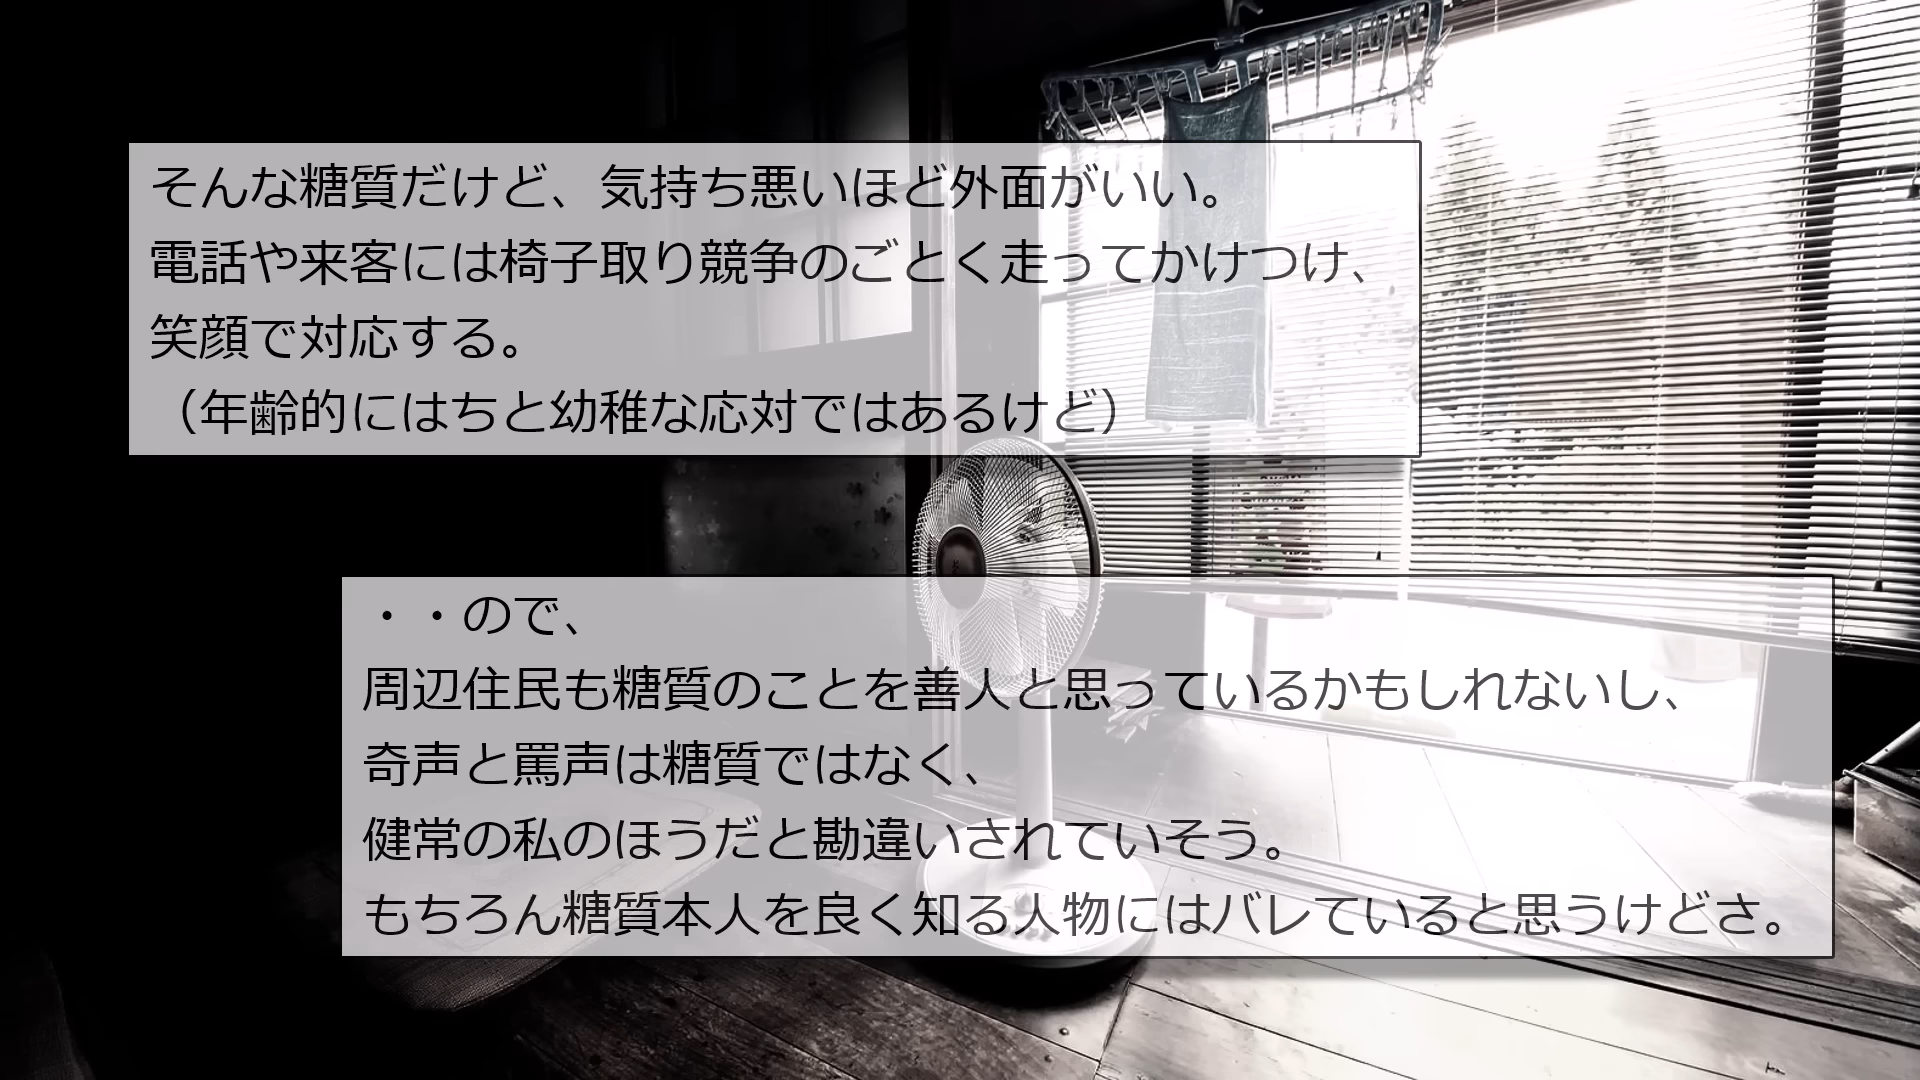 そんな糖質だけど、気持ち悪いほど外面がいい。
電話や来客には椅子取り競争のごとく走ってかけつけ、
笑顔で対応する。
（年齢的にはちと幼稚な応対ではあるけど）
・・ので、
周辺住民も糖質のことを善人と思っているかもしれないし、
奇声と罵声は糖質ではなく、
健常の私のほうだと勘違いされていそう。
もちろん糖質本人を良く知る人物にはバレていると思うけどさ。